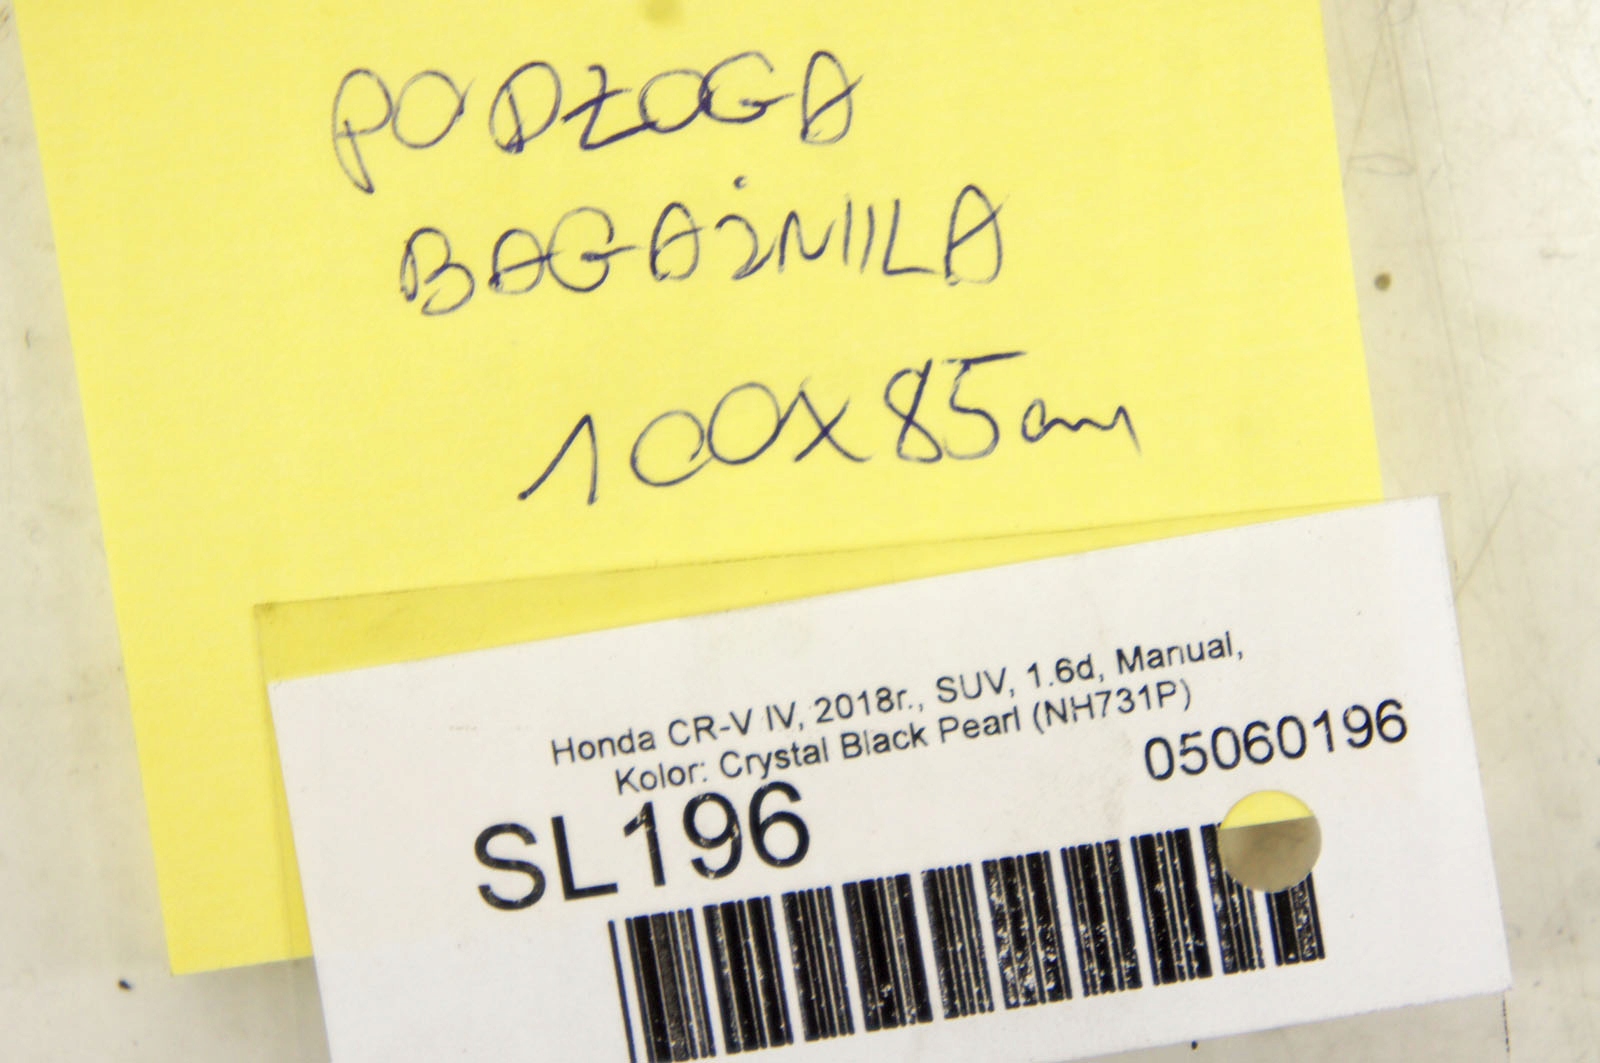 PODŁOGA
BAGAŻNIKA
100x85cm
Honda CR-V IV, 2018r., SUV, 1.6d, Manual,
Kolor: Crystal Black Pearl (NH731P)
05060196
SL196